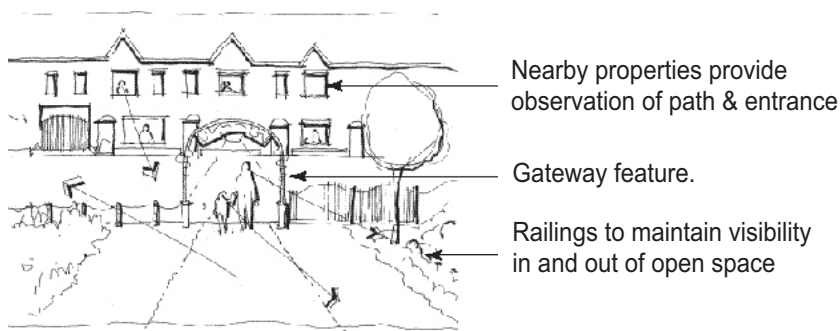 Nearby properties provide
observation of path & entrance
Gateway feature.
Railings to maintain visibility
in and out of open space